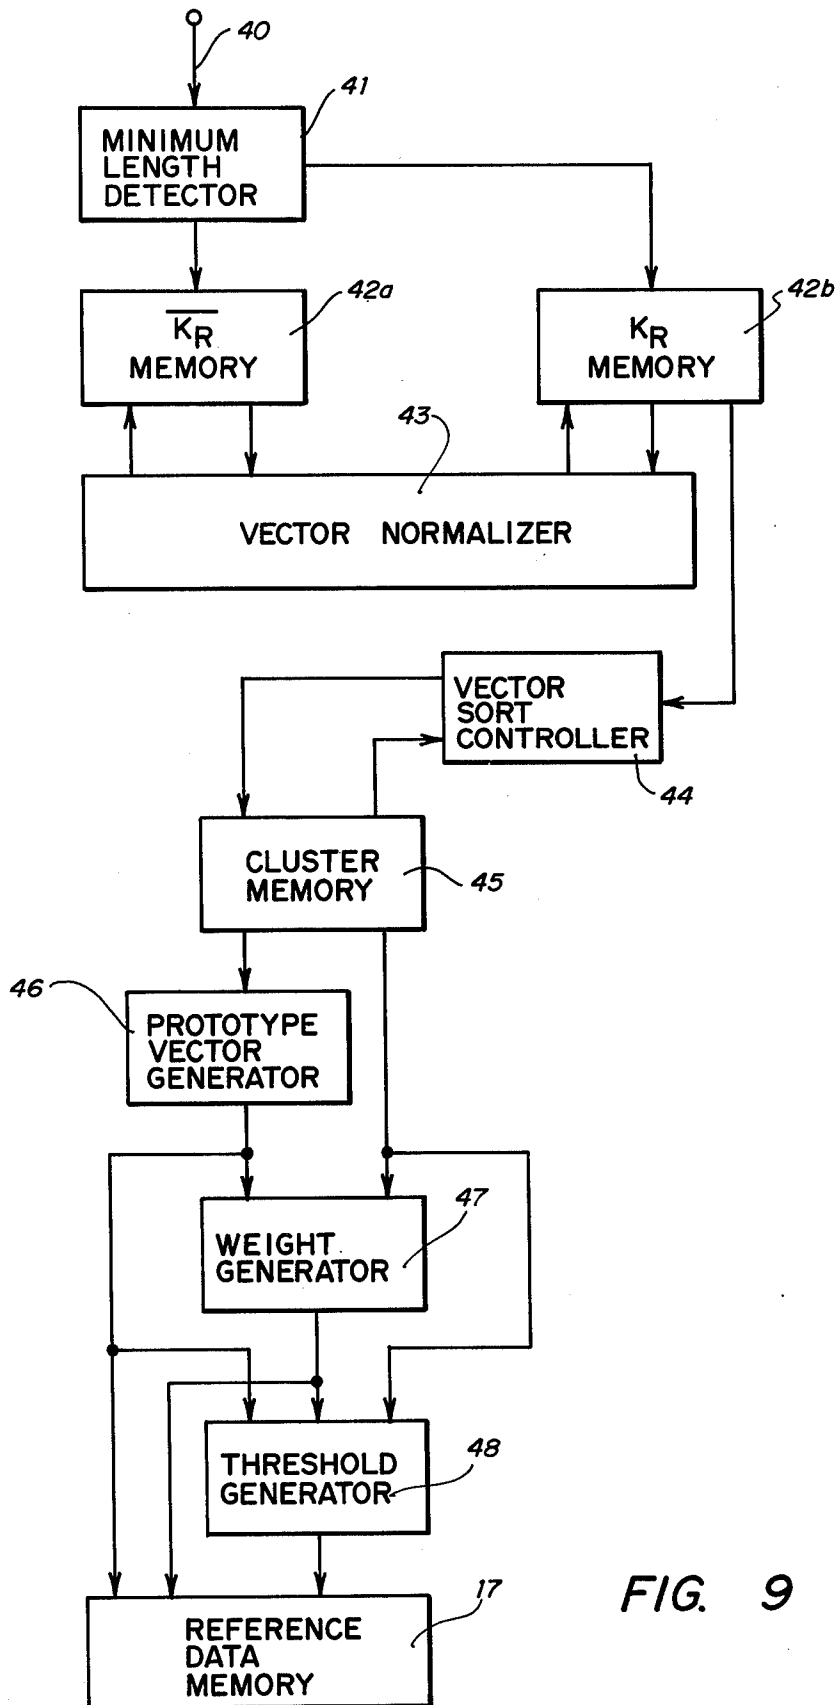 40
41
MINIMUM
LENGTH
DETECTOR
42a
K̅R̅
MEMORY
42b
KR
MEMORY
43
VECTOR NORMALIZER
VECTOR
SORT
CONTROLLER
44
CLUSTER
MEMORY
45
46
PROTOTYPE
VECTOR
GENERATOR
47
WEIGHT
GENERATOR
48
THRESHOLD
GENERATOR
17
REFERENCE
DATA
MEMORY
FIG. 9